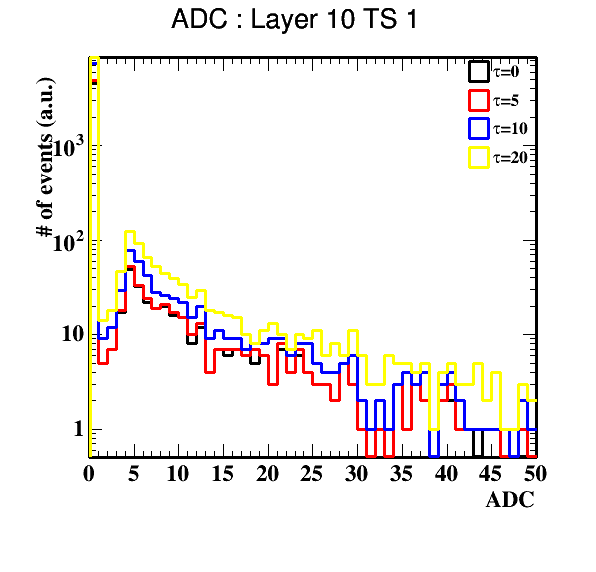 ADC : Layer 10 TS 1
# of events (a.u.)
10³
10²
10
1
τ=0
τ=5
τ=10
τ=20
0 5 10 15 20 25 30 35 40 45 50
ADC